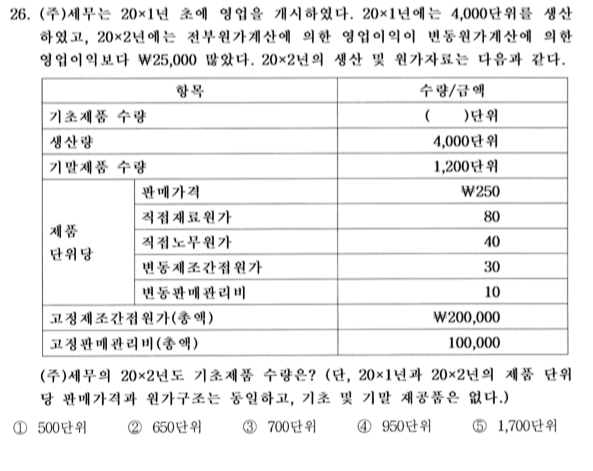 26. (주)세무는 20×1년 초에 영업을 개시하였다. 20×1년에는 4,000단위를 생산
하였고, 20×2년에는 전부원가계산에 의한 영업이익이 변동원가계산에 의한
영업이익보다 ₩25,000 많았다. 20×2년의 생산 및 원가자료는 다음과 같다.
항목 수량/금액
기초제품 수량 ( )단위
생산량 4,000단위
기말제품 수량 1,200단위
제품
단위당
판매가격 ₩250
직접재료원가 80
직접노무원가 40
변동제조간접원가 30
변동판매관리비 10
고정제조간접원가(총액) ₩200,000
고정판매관리비(총액) 100,000
(주)세무의 20×2년도 기초제품 수량은? (단, 20×1년과 20×2년의 제품 단위
당 판매가격과 원가구조는 동일하고, 기초 및 기말 재공품은 없다.)
① 500단위 ② 650단위 ③ 700단위 ④ 950단위 ⑤ 1,700단위